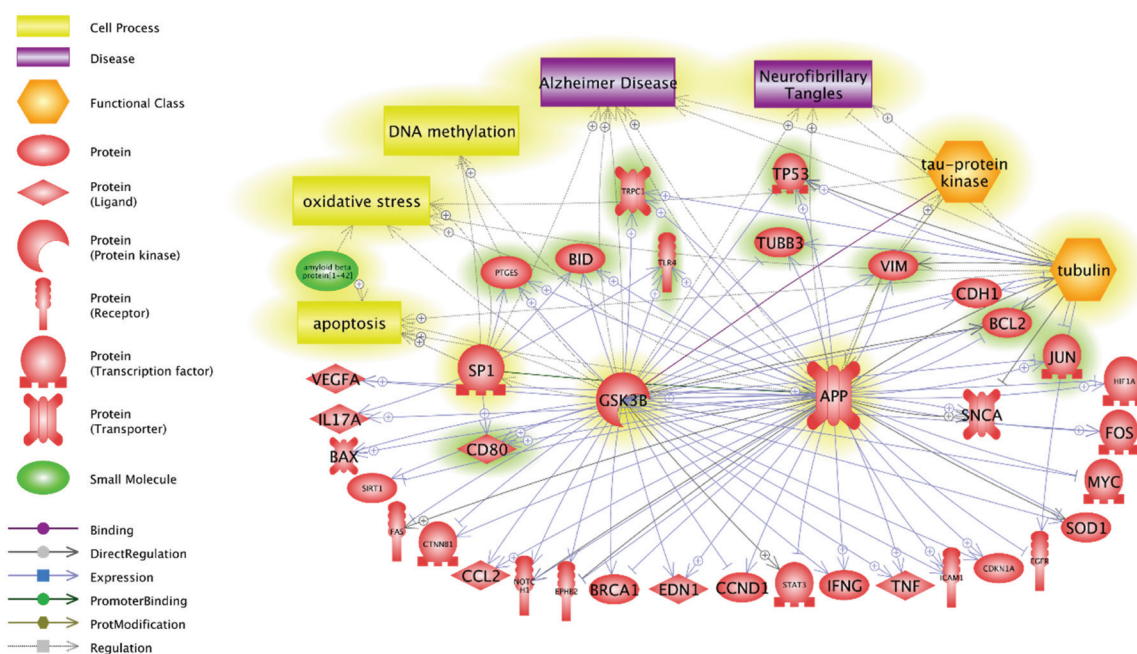 Cell Process
Disease
Functional Class
Protein
Protein
(Ligand)
Protein
(Protein kinase)
Protein
(Receptor)
Protein
(Transcription factor)
Protein
(Transporter)
Small Molecule
Binding
DirectRegulation
Expression
PromoterBinding
ProtModification
Regulation
Alzheimer Disease
Neurofibrillary
Tangles
DNA methylation
tau-protein
kinase
TP53
TRPC1
oxidative stress
TUBB3
BID
TLR4
VIM
tubulin
PTGES
amyloid beta
protein[1-42]
CDH1
apoptosis
BCL2
JUN
SP1
VEGFA
GSK3B
APP
HIF1A
IL17A
SNCA
FOS
BAX
CD80
SIRT1
MYC
FAS
SOD1
CTNNB1
CCL2
NOTC
H1
EPHB2
BRCA1
EDN1
CCND1
STAT3
IFNG
TNF
ICAM1
CDKN1A
EGFR